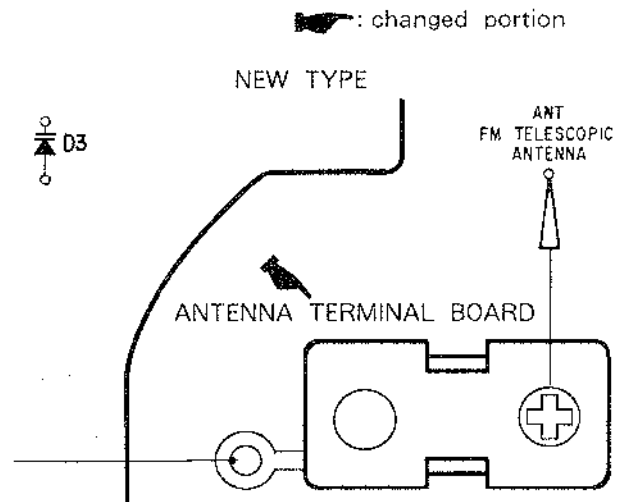 : changed portion
NEW TYPE
D3
ANT
FM TELESCOPIC
ANTENNA
ANTENNA TERMINAL BOARD